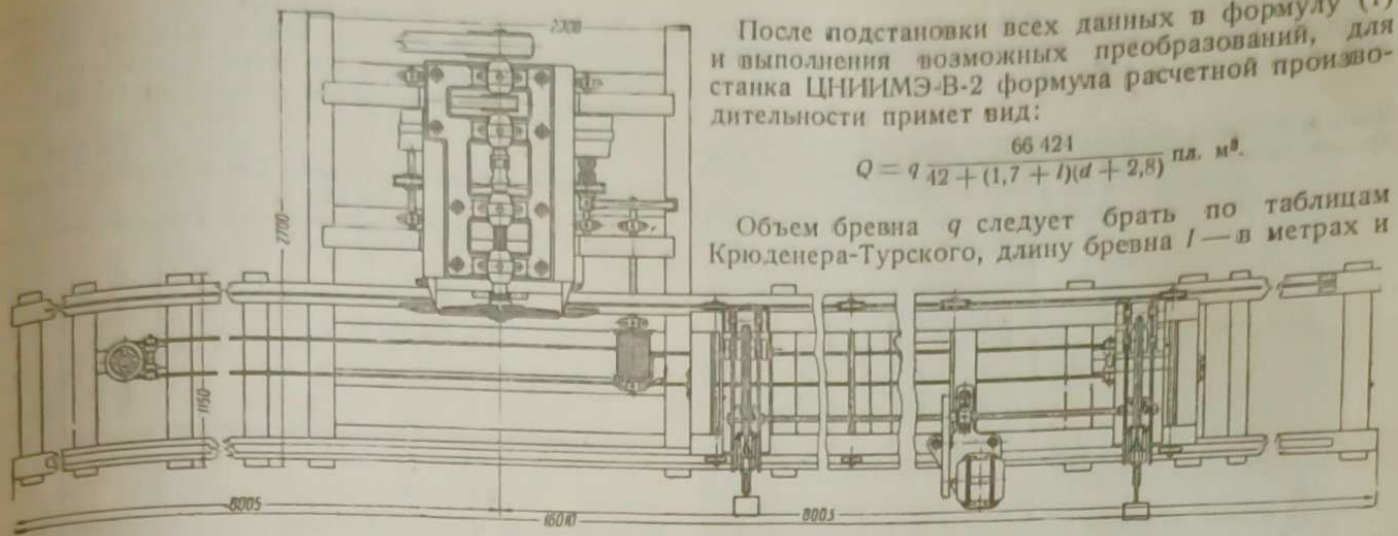 После подстановки всех данных в формулу (1)
и выполнения возможных преобразований, для
станка ЦНИИМЭ-В-2 формула расчетной произво-
дительности примет вид:
Q = q 66 421 / 42 + (1,7 + l)(d + 2,8) пл. м³.
Объем бревна q следует брать по таблицам
Крюденера-Турского, длину бревна l — в метрах и
2300
2700
1150
8005
16010
8005